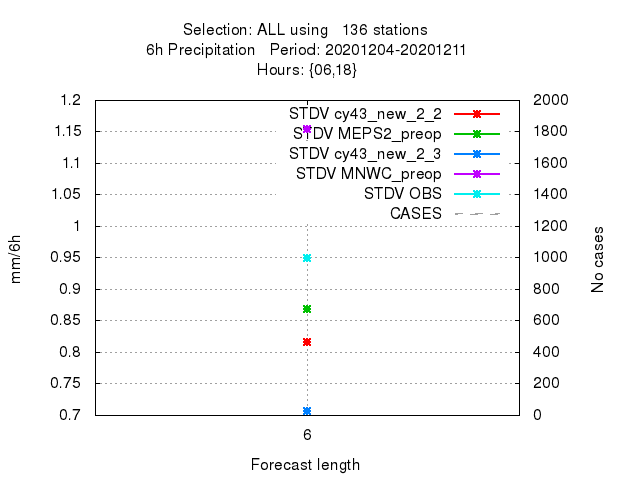 Selection: ALL using   136 stations
6h Precipitation   Period: 20201204-20201211
Hours: {06,18}
1.2
1.15
1.1
1.05
1
0.95
0.9
0.85
0.8
0.75
0.7
mm/6h
STDV cy43_new_2_2
STDV MEPS2_preop
STDV cy43_new_2_3
STDV MNWC_preop
STDV OBS
CASES
2000
1800
1600
1400
1200
1000
800
600
400
200
0
No cases
6
Forecast length